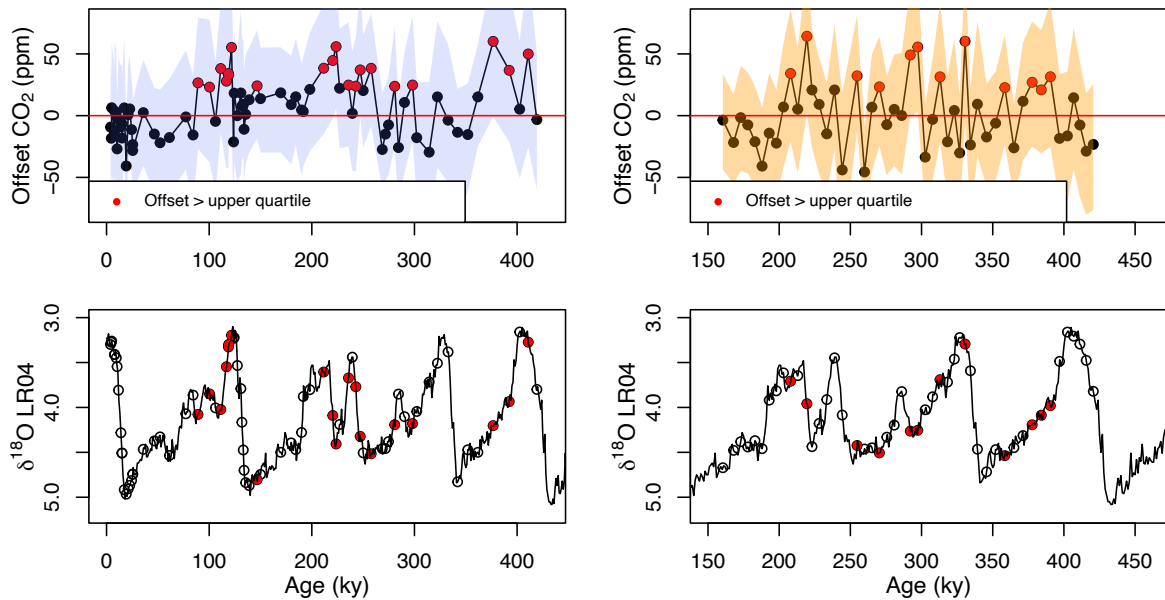 Offset CO₂ (ppm)
50
0
−50
Offset > upper quartile
0 100 200 300 400
Offset CO₂ (ppm)
50
0
−50
Offset > upper quartile
150 200 250 300 350 400 450
δ¹⁸O LR04
3.0
4.0
5.0
0 100 200 300 400
Age (ky)
δ¹⁸O LR04
3.0
4.0
5.0
150 200 250 300 350 400 450
Age (ky)